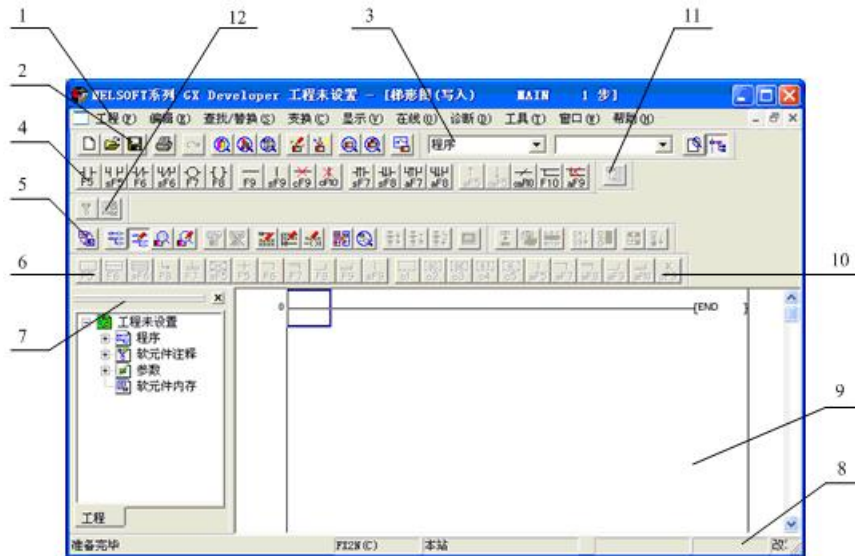 1 12 3 11
2
MELSOFT系列 GX Developer 工程未设置 - [梯形图(写入) MAIN 1 步]
工程(F) 编辑(E) 查找/替换(S) 变换(C) 显示(V) 在线(O) 诊断(D) 工具(T) 窗口(W) 帮助(H)
4
程序
F5 sF5 F6 sF6 F7 F8 F9 sF9 cF9 cF10 sF7 sF8 aF7 aF8 caF10 F10 aF9
5
6 10
7
工程未设置
程序
软元件注释
参数
软元件内存
0 END
9
8
工程
准备完毕 FX2N(C) 本站 改